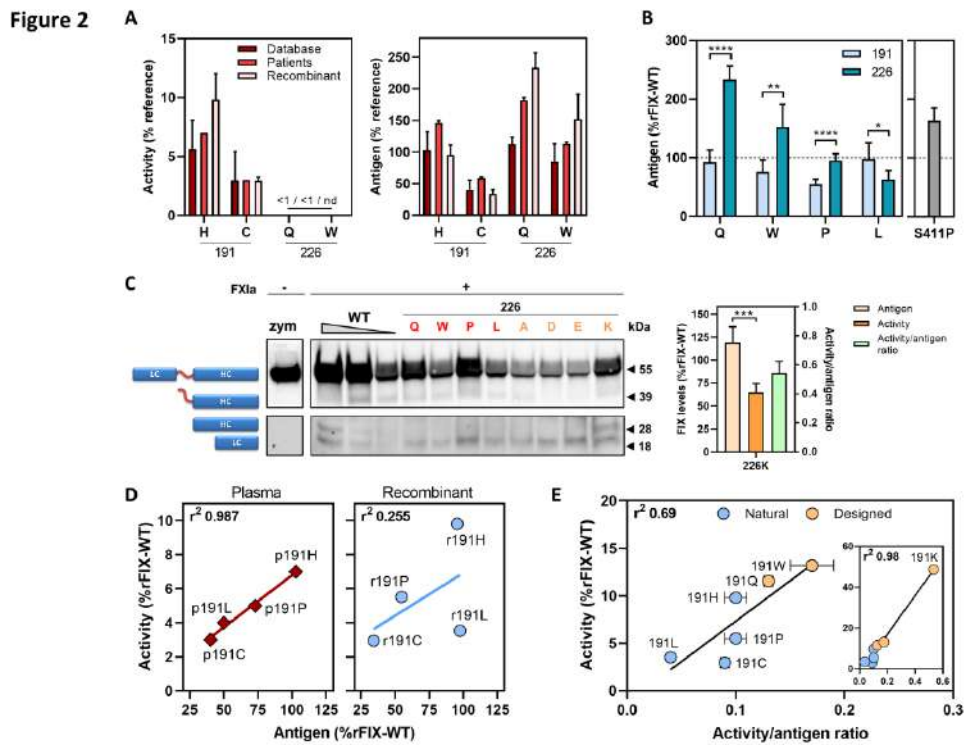 Figure 2
A
Activity (% reference)
15
10
5
0
Database
Patients
Recombinant
<1 / <1 / nd
H C Q W
191 226
Antigen (% reference)
250
200
150
100
50
0
H C Q W
191 226
B
Antigen (%rFIX-WT)
300
200
100
0
191
226
****
**
****
*
Q W P L
S411P
C
FXIa - +
226
zym WT Q W P L A D E K kDa
LC HC
HC
HC
LC
55
39
28
18
*
FIX levels (%rFIX-WT)
150
125
100
75
50
25
0
***
226K
1.0
0.8
0.6
0.4
0.2
0.0
Activity/antigen ratio
Antigen
Activity
Activity/antigen
ratio
D
Plasma Recombinant
Activity (%rFIX-WT)
10
8
6
4
2
0
r² 0.987
p191H
p191L
p191P
p191C
r² 0.255
r191H
r191P
r191L
r191C
25 50 75 100 125 25 50 75 100 125
Antigen (%rFIX-WT)
E
Activity (%rFIX-WT)
20
15
10
5
0
r² 0.69
Natural Designed
191W
191Q
191H
191P
191L
191C
0.0 0.1 0.2 0.3
Activity/antigen ratio
60
40
20
0
r² 0.98
191K
0.0 0.2 0.4 0.6